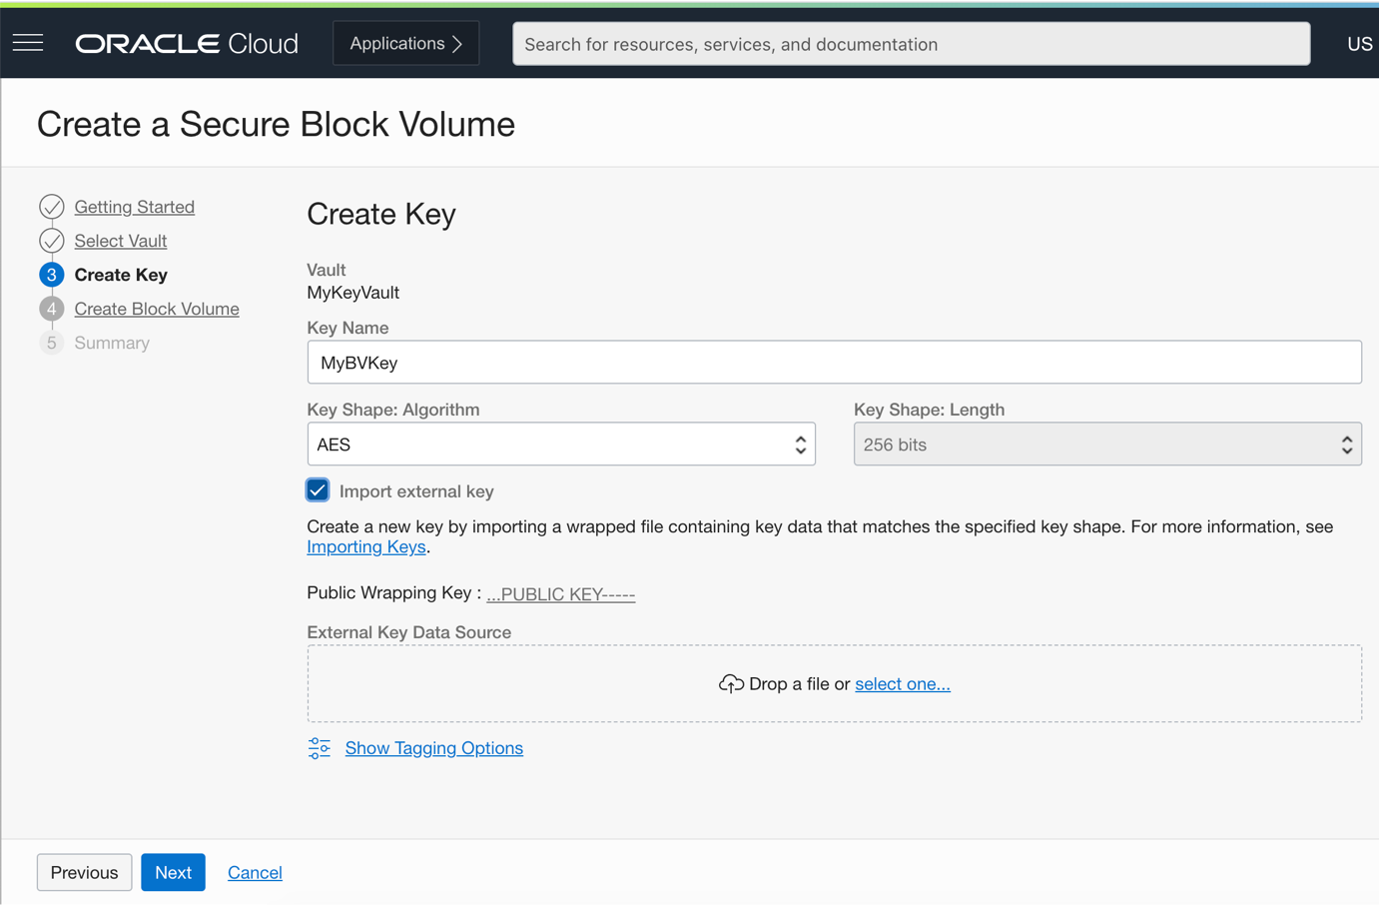 ORACLE Cloud
Applications
Search for resources, services, and documentation
US
Create a Secure Block Volume
Getting Started
Select Vault
3 Create Key
4 Create Block Volume
5 Summary
Create Key
Vault
MyKeyVault
Key Name
MyBVKey
Key Shape: Algorithm
Key Shape: Length
AES
256 bits
Import external key
Create a new key by importing a wrapped file containing key data that matches the specified key shape. For more information, see
Importing Keys.
Public Wrapping Key : ...PUBLIC KEY-----
External Key Data Source
Drop a file or select one...
Show Tagging Options
Previous
Next
Cancel